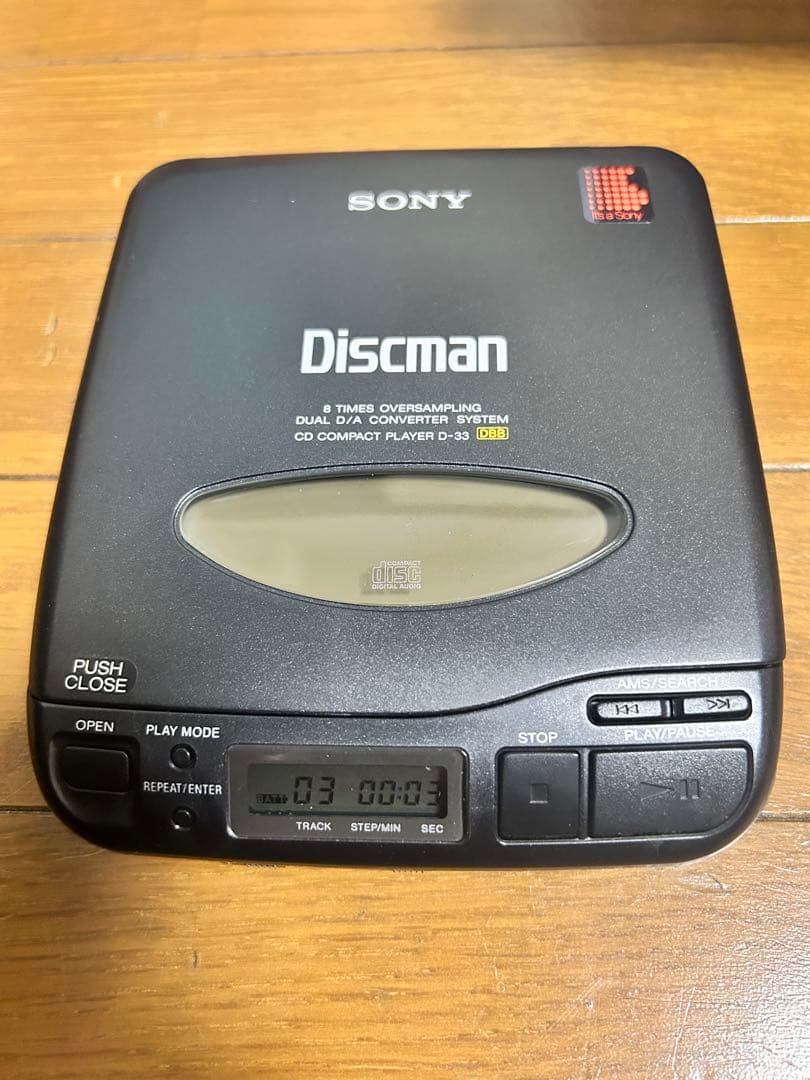 SONY
It's a Sony
Discman
8 TIMES OVERSAMPLING
DUAL D/A CONVERTER SYSTEM
CD COMPACT PLAYER D-33 DBB
COMPACT
disc
DIGITAL AUDIO
PUSH
CLOSE
AMS/SEARCH
OPEN
PLAY MODE
STOP
PLAY/PAUSE
REPEAT/ENTER
BATT 03 00:03
TRACK STEP/MIN SEC